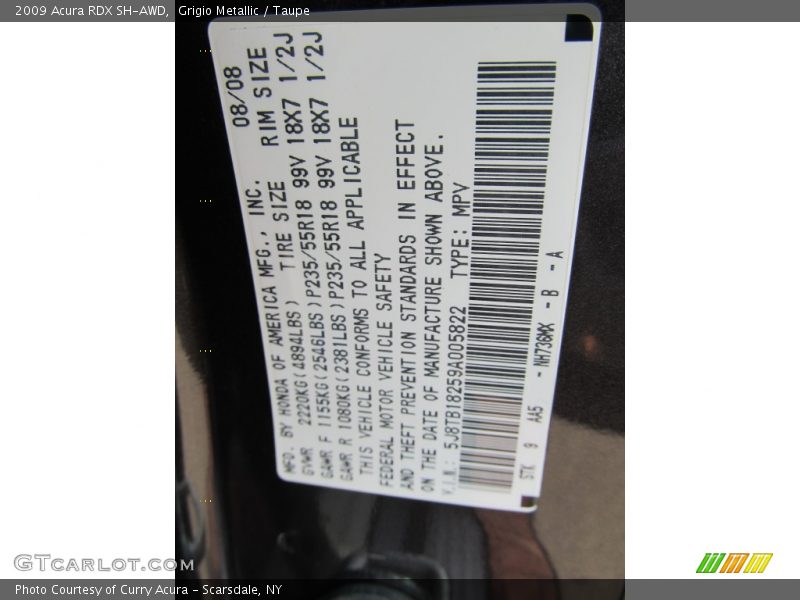 2009 Acura RDX SH-AWD, Grigio Metallic / Taupe
MFD. BY HONDA OF AMERICA MFG., INC. 08/08
TIRE SIZE RIM SIZE
GVWR 2220KG(4894LBS)
GAWR F 1155KG(2546LBS)P235/55R18 99V 18X7 1/2J
GAWR R 1080KG(2381LBS)P235/55R18 99V 18X7 1/2J
THIS VEHICLE CONFORMS TO ALL APPLICABLE
FEDERAL MOTOR VEHICLE SAFETY
AND THEFT PREVENTION STANDARDS IN EFFECT
ON THE DATE OF MANUFACTURE SHOWN ABOVE.
V.I.N.: 5J8TB18259A005822 TYPE: MPV
STK 9 AA5 - NH736MX - B - A
GTCARLOT.COM
Photo Courtesy of Curry Acura - Scarsdale, NY